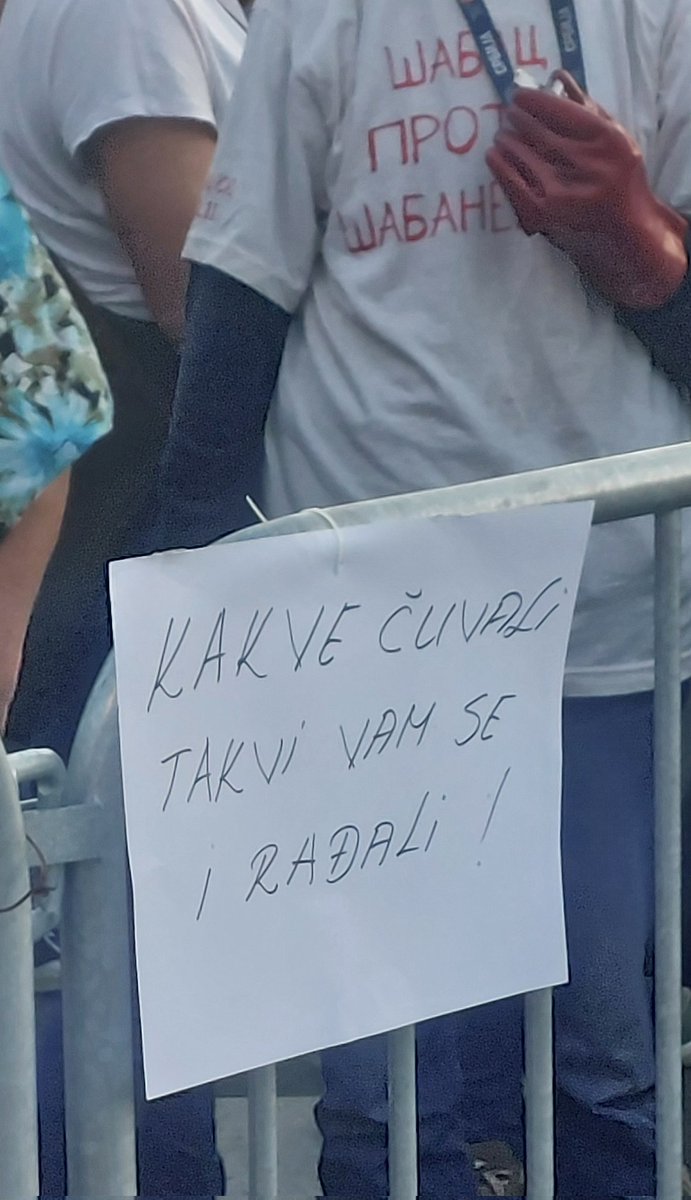 ШАБАЦ
KAKVE ČUVALI
TAKVI VAM SE
I RAĐALI !